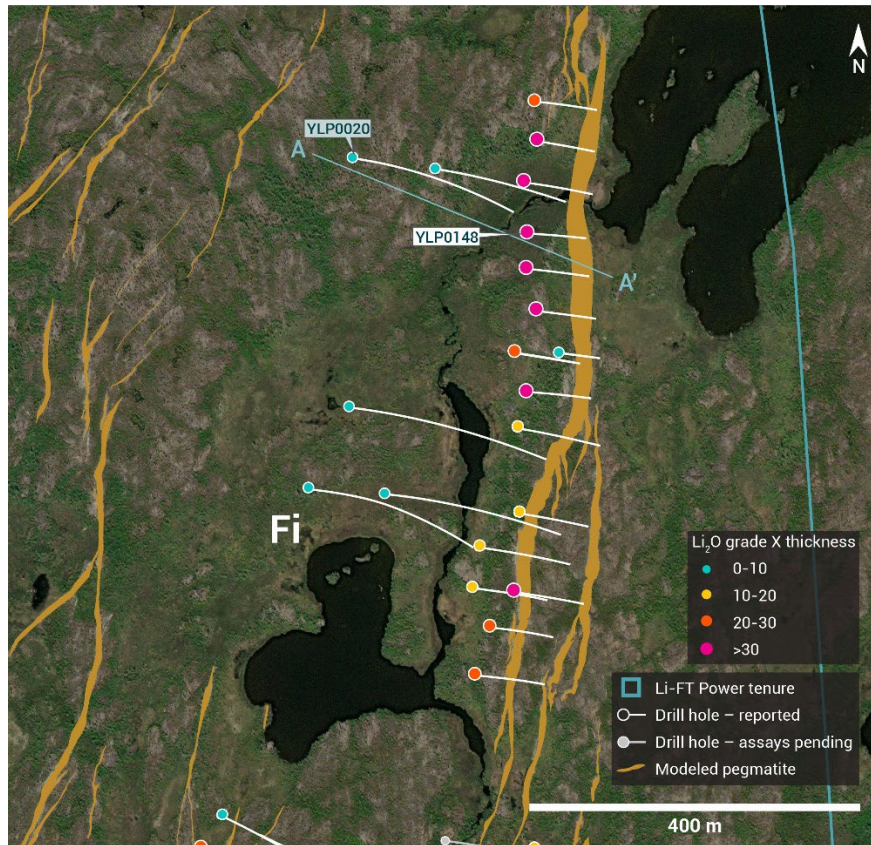 N
YLP0020
A
YLP0148
A'
Fi
Li₂O grade X thickness
0-10
10-20
20-30
>30
Li-FT Power tenure
Drill hole – reported
Drill hole – assays pending
Modeled pegmatite
400 m